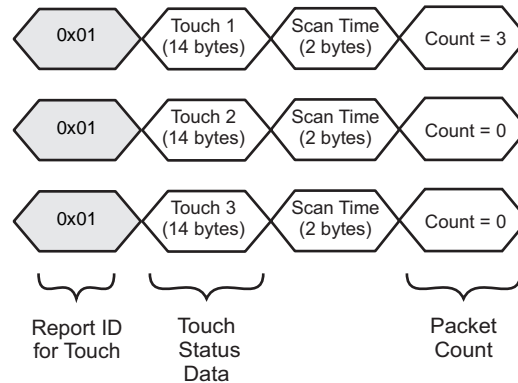 0x01
Touch 1
(14 bytes)
Scan Time
(2 bytes)
Count = 3
0x01
Touch 2
(14 bytes)
Scan Time
(2 bytes)
Count = 0
0x01
Touch 3
(14 bytes)
Scan Time
(2 bytes)
Count = 0
Report ID
for Touch
Touch
Status
Data
Packet
Count